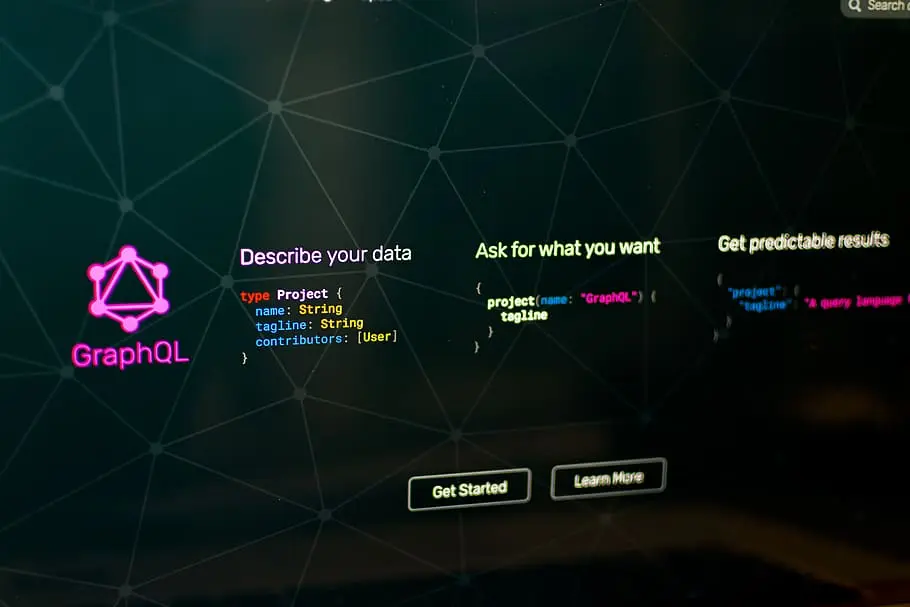 Search
GraphQL
Describe your data
type Project {
name: String
tagline: String
contributors: [User]
}
Ask for what you want
{
project(name: "GraphQL") {
tagline
}
}
Get predictable results
{
"project": {
"tagline": "A query language
}
}
Get Started
Learn More